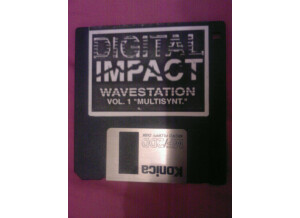 DIGITAL
IMPACT
WAVESTATION
VOL. 1 "MULTISYNT."
Konica